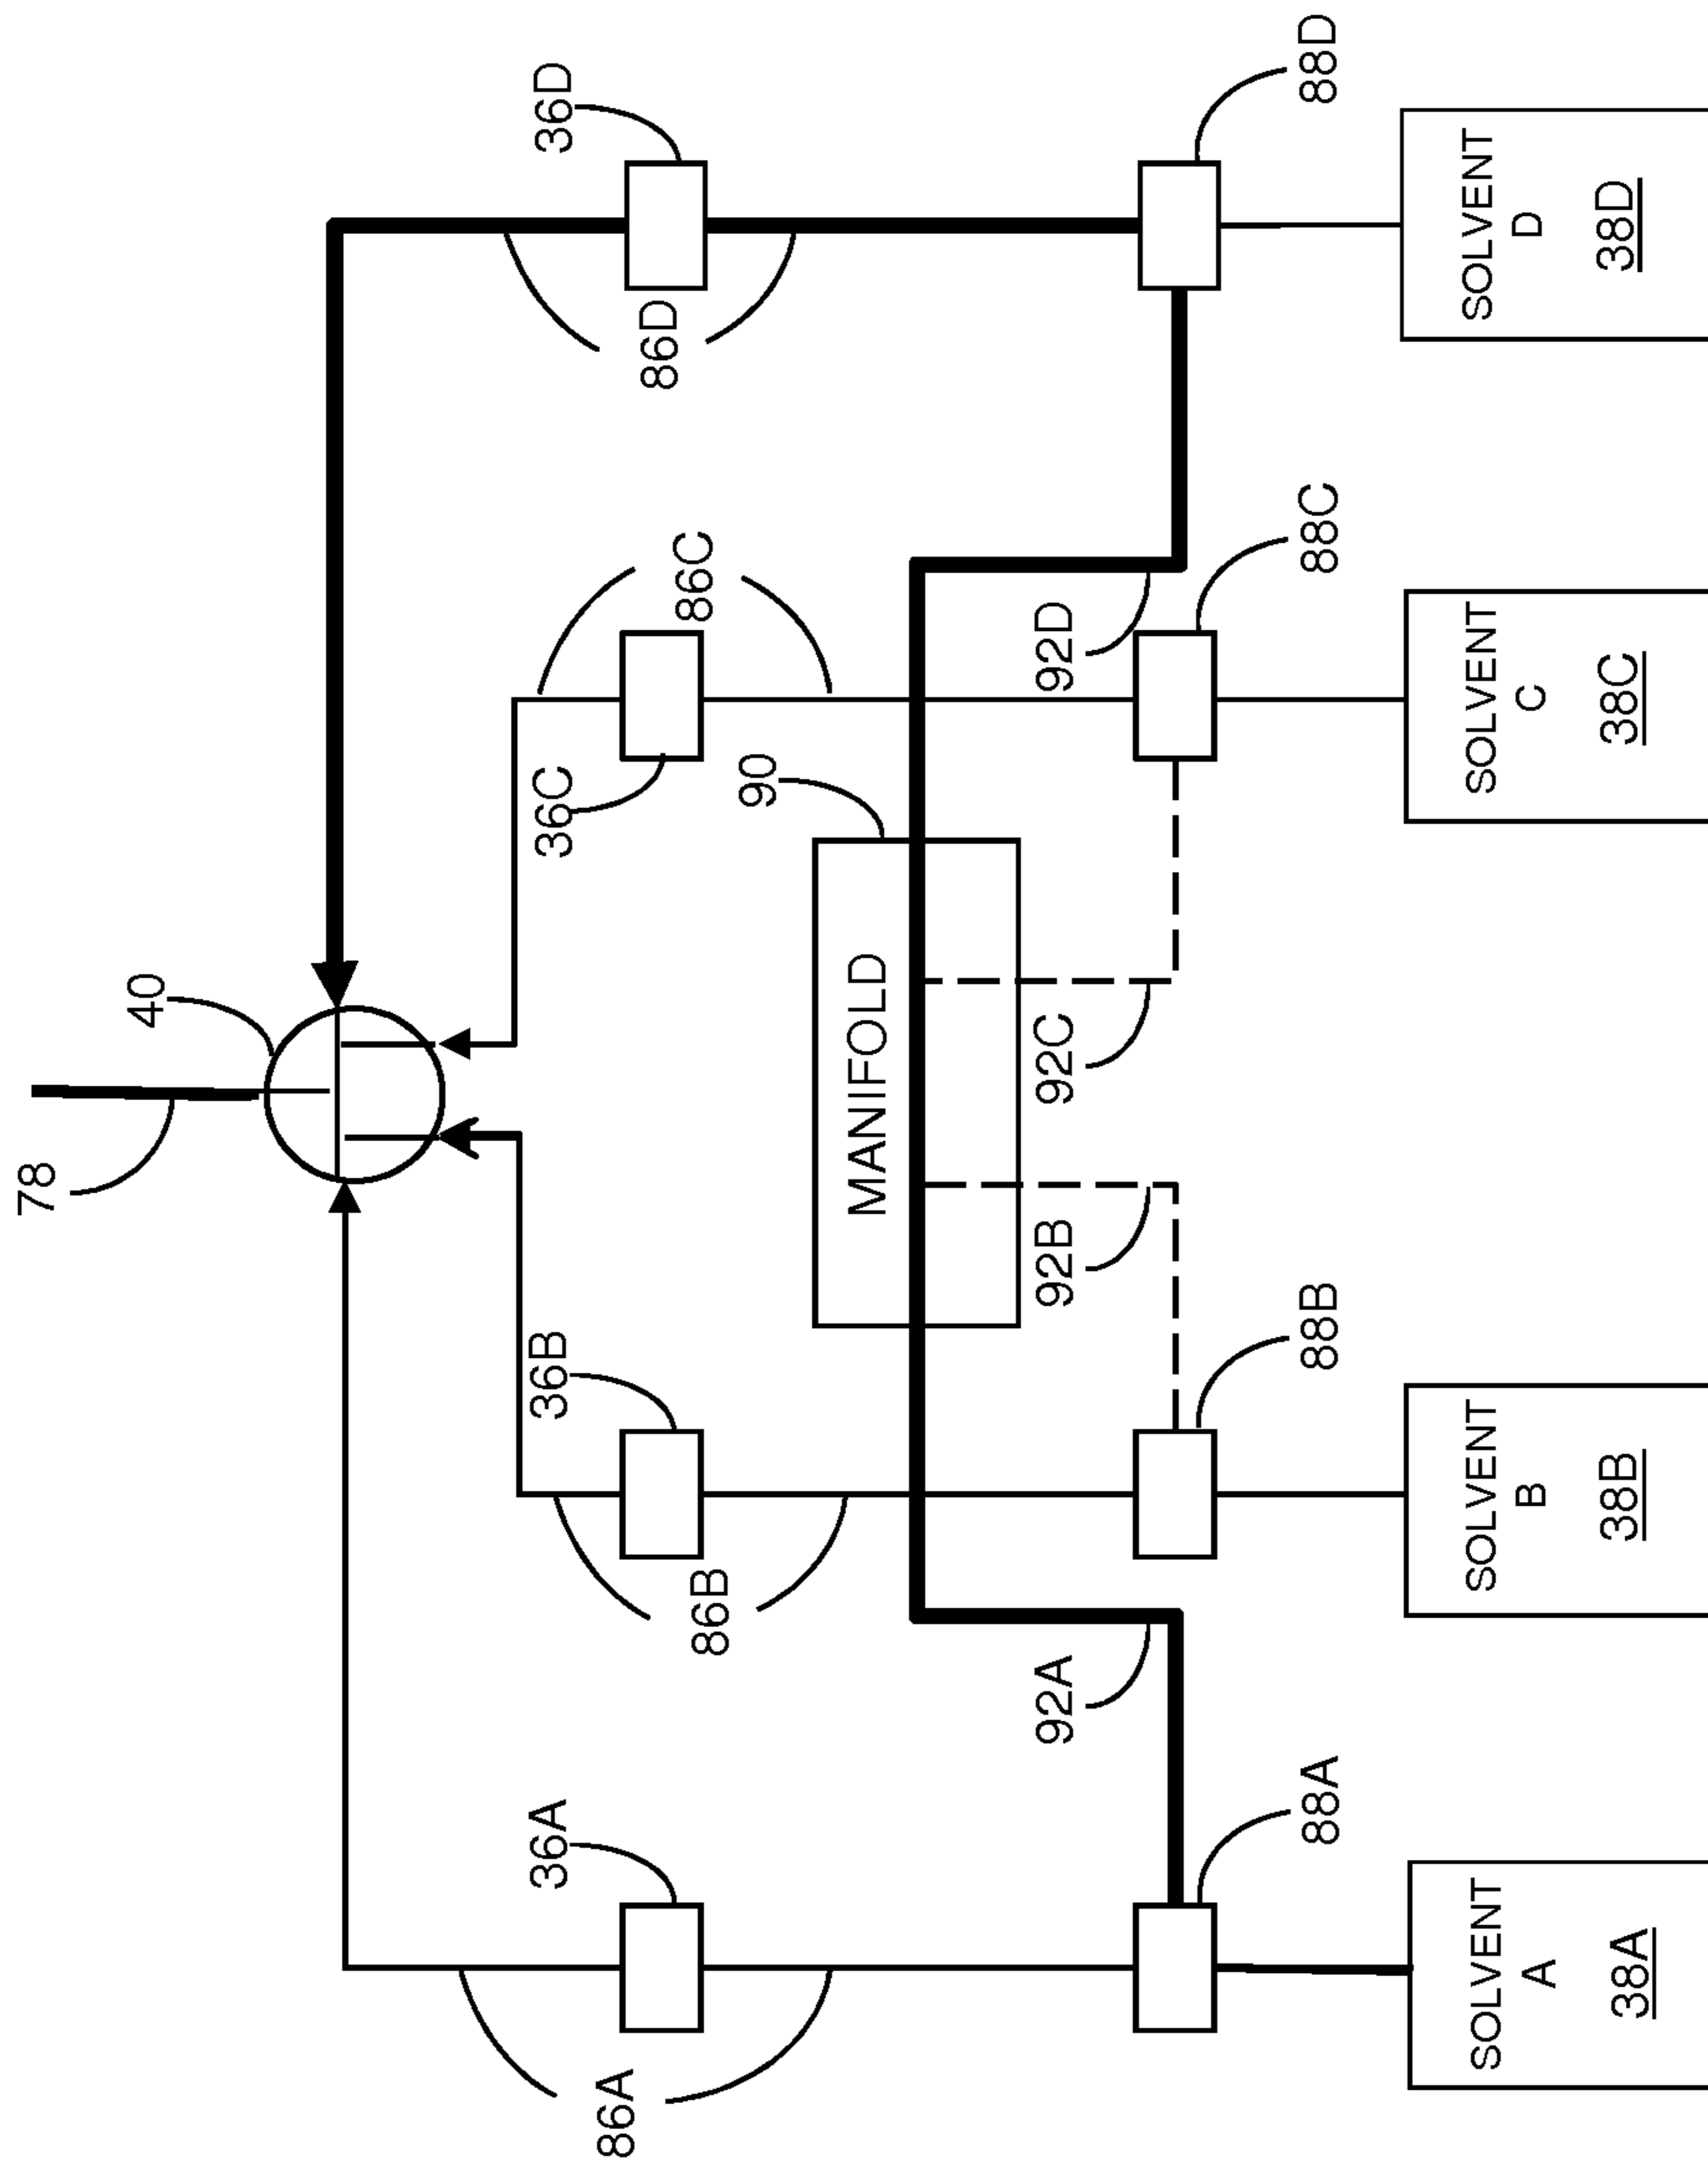 78
40
36A
36B
36C
36D
86A
86B
86C
86D
90
MANIFOLD
92A
92B
92C
92D
88A
88B
88C
88D
SOLVENT
A
38A
SOLVENT
B
38B
SOLVENT
C
38C
SOLVENT
D
38D